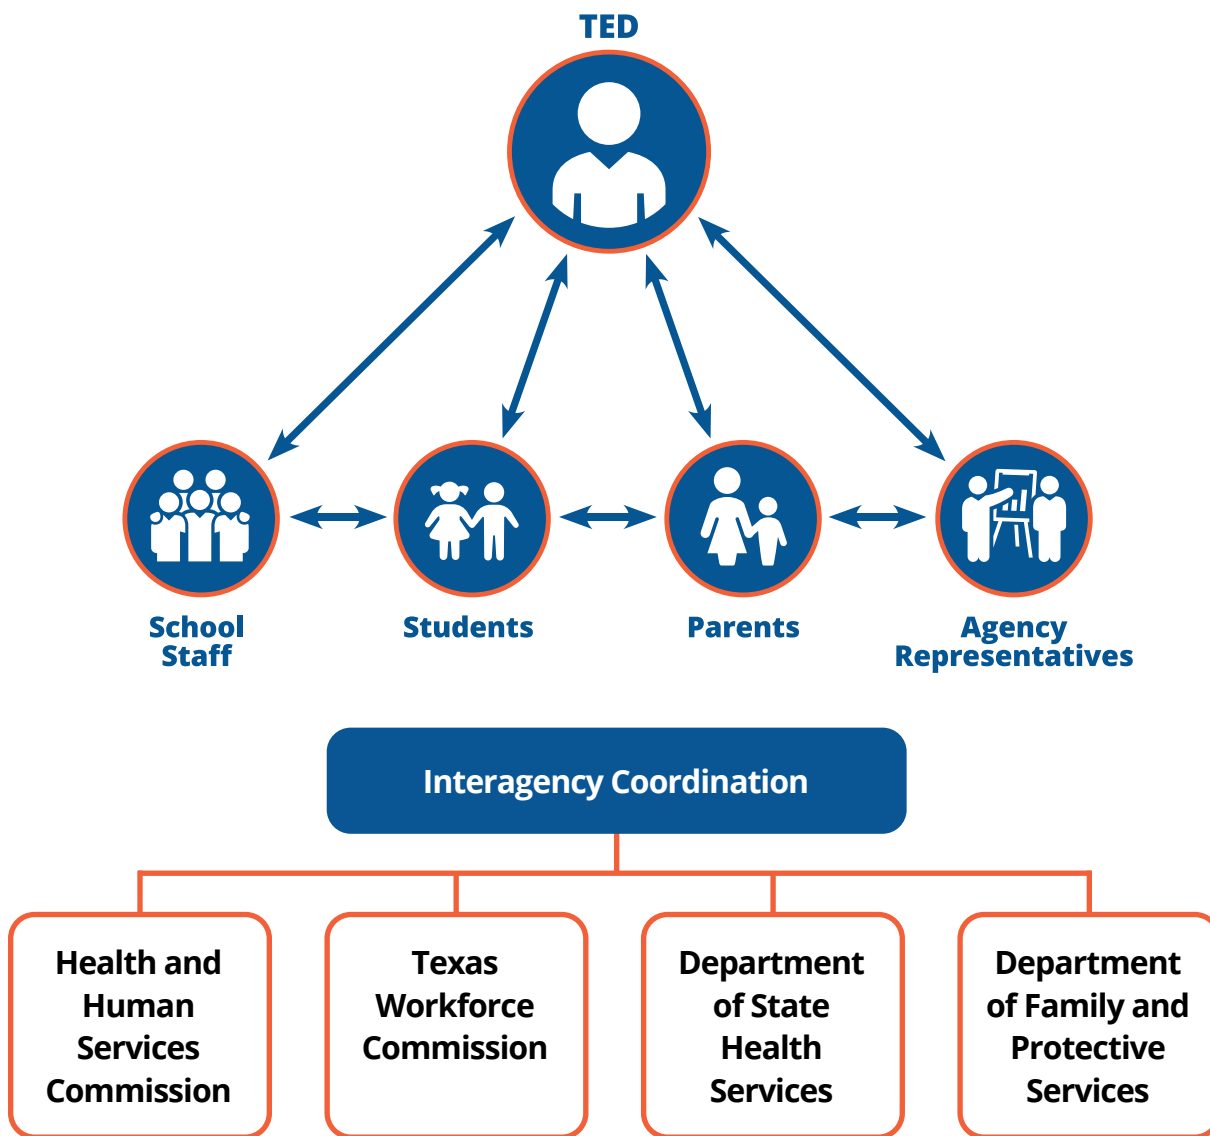 TED
School
Staff
Students
Parents
Agency
Representatives
Interagency Coordination
Health and
Human
Services
Commission
Texas
Workforce
Commission
Department
of State
Health
Services
Department
of Family and
Protective
Services